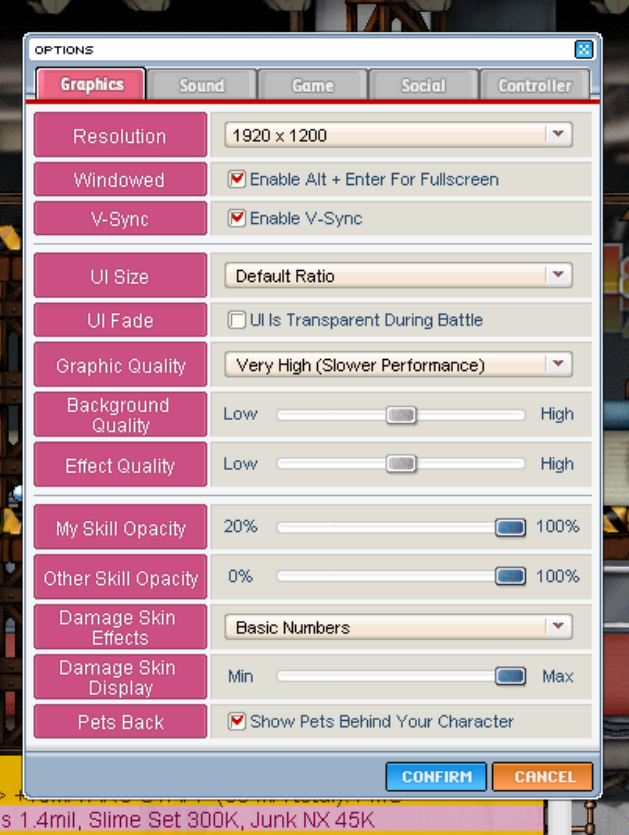 OPTIONS
Graphics Sound Game Social Controller
Resolution 1920 x 1200
Windowed Enable Alt + Enter For Fullscreen
V-Sync Enable V-Sync
UI Size Default Ratio
UI Fade UI Is Transparent During Battle
Graphic Quality Very High (Slower Performance)
Background Quality Low High
Effect Quality Low High
My Skill Opacity 20% 100%
Other Skill Opacity 0% 100%
Damage Skin Effects Basic Numbers
Damage Skin Display Min Max
Pets Back Show Pets Behind Your Character
CONFIRM CANCEL
s 1.4mil, Slime Set 300K, Junk NX 45K